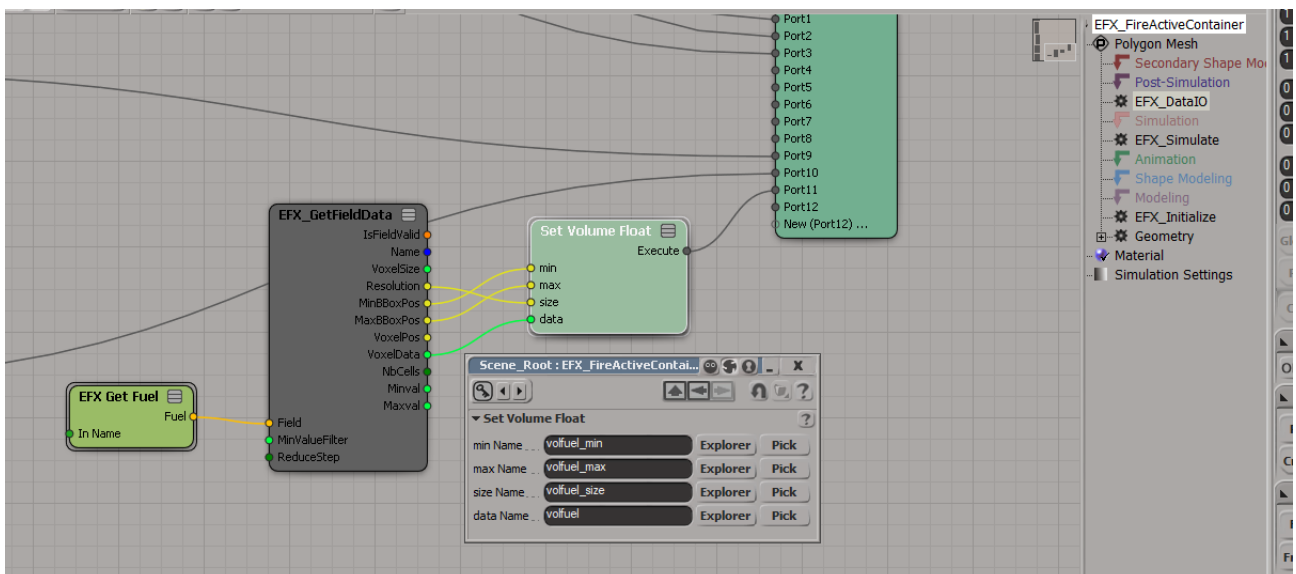 Port1
Port2
Port3
Port4
Port5
Port6
Port7
Port8
Port9
Port10
Port11
Port12
New (Port12) ...
EFX_GetFieldData
IsFieldValid
Name
VoxelSize
Resolution
MinBBoxPos
MaxBBoxPos
VoxelPos
VoxelData
NbCells
Minval
Maxval
Field
MinValueFilter
ReduceStep
Set Volume Float
Execute
min
max
size
data
EFX Get Fuel
Fuel
In Name
Scene_Root : EFX_FireActiveContai...
Set Volume Float
min Name volfuel_min Explorer Pick
max Name volfuel_max Explorer Pick
size Name volfuel_size Explorer Pick
data Name volfuel Explorer Pick
EFX_FireActiveContainer
Polygon Mesh
Secondary Shape Mo
Post-Simulation
EFX_DataIO
Simulation
EFX_Simulate
Animation
Shape Modeling
Modeling
EFX_Initialize
Geometry
Material
Simulation Settings